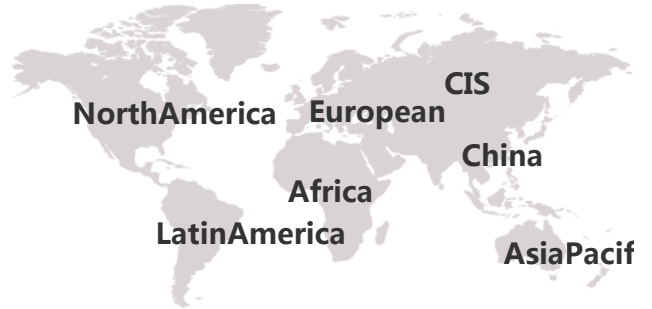 CIS
NorthAmerica
European
China
Africa
LatinAmerica
AsiaPacif